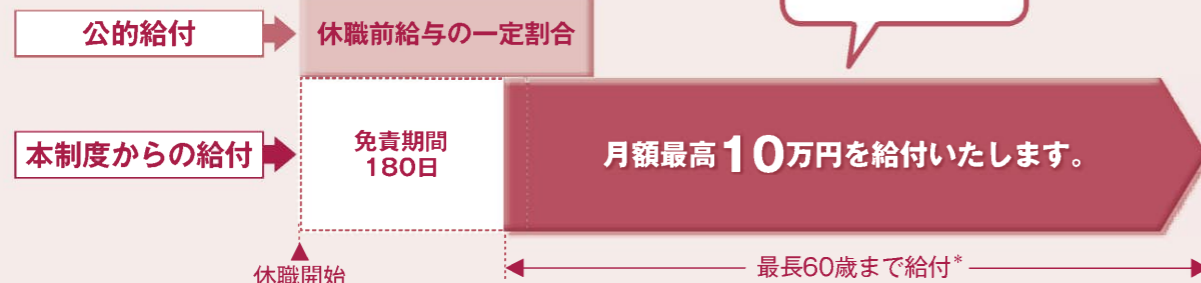 公的給付
休職前給与の一定割合
本制度からの給付
免責期間
180日
月額最高10万円を給付いたします。
休職開始
最長60歳まで給付*